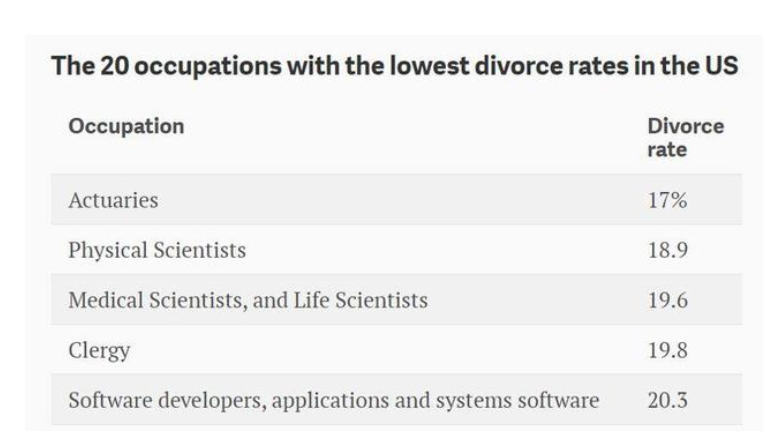 The 20 occupations with the lowest divorce rates in the US
Occupation Divorce
rate
Actuaries 17%
Physical Scientists 18.9
Medical Scientists, and Life Scientists 19.6
Clergy 19.8
Software developers, applications and systems software 20.3